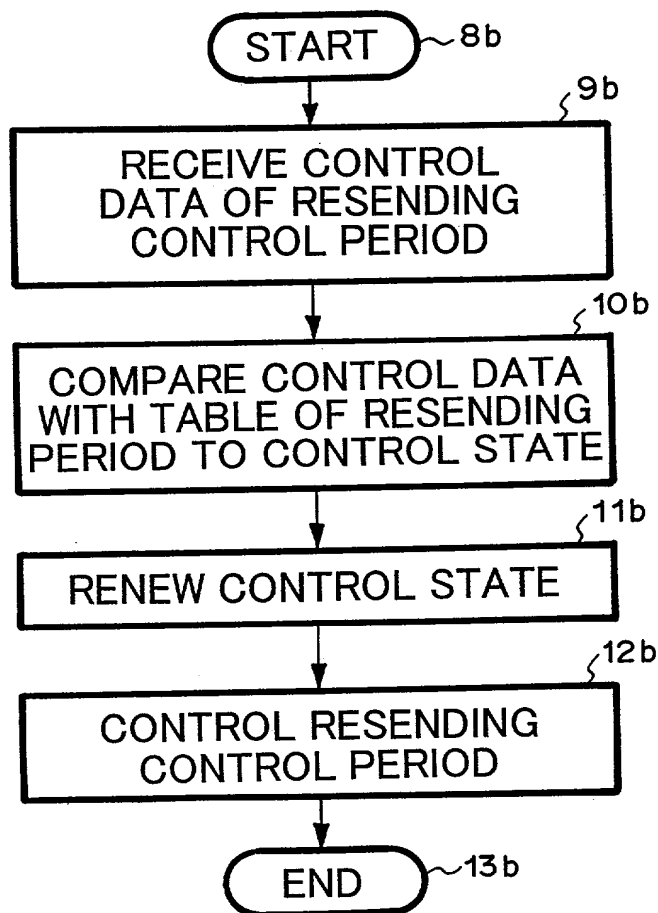 START
8b
9b
RECEIVE CONTROL
DATA OF RESENDING
CONTROL PERIOD
10b
COMPARE CONTROL DATA
WITH TABLE OF RESENDING
PERIOD TO CONTROL STATE
11b
RENEW CONTROL STATE
12b
CONTROL RESENDING
CONTROL PERIOD
END
13b